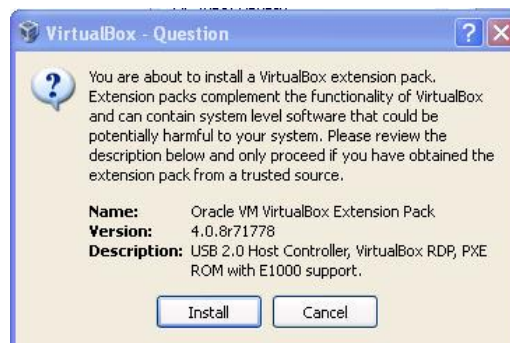 VirtualBox - Question
You are about to install a VirtualBox extension pack.
Extension packs complement the functionality of VirtualBox
and can contain system level software that could be
potentially harmful to your system. Please review the
description below and only proceed if you have obtained the
extension pack from a trusted source.
Name: Oracle VM VirtualBox Extension Pack
Version: 4.0.8r71778
Description: USB 2.0 Host Controller, VirtualBox RDP, PXE
ROM with E1000 support.
Install Cancel